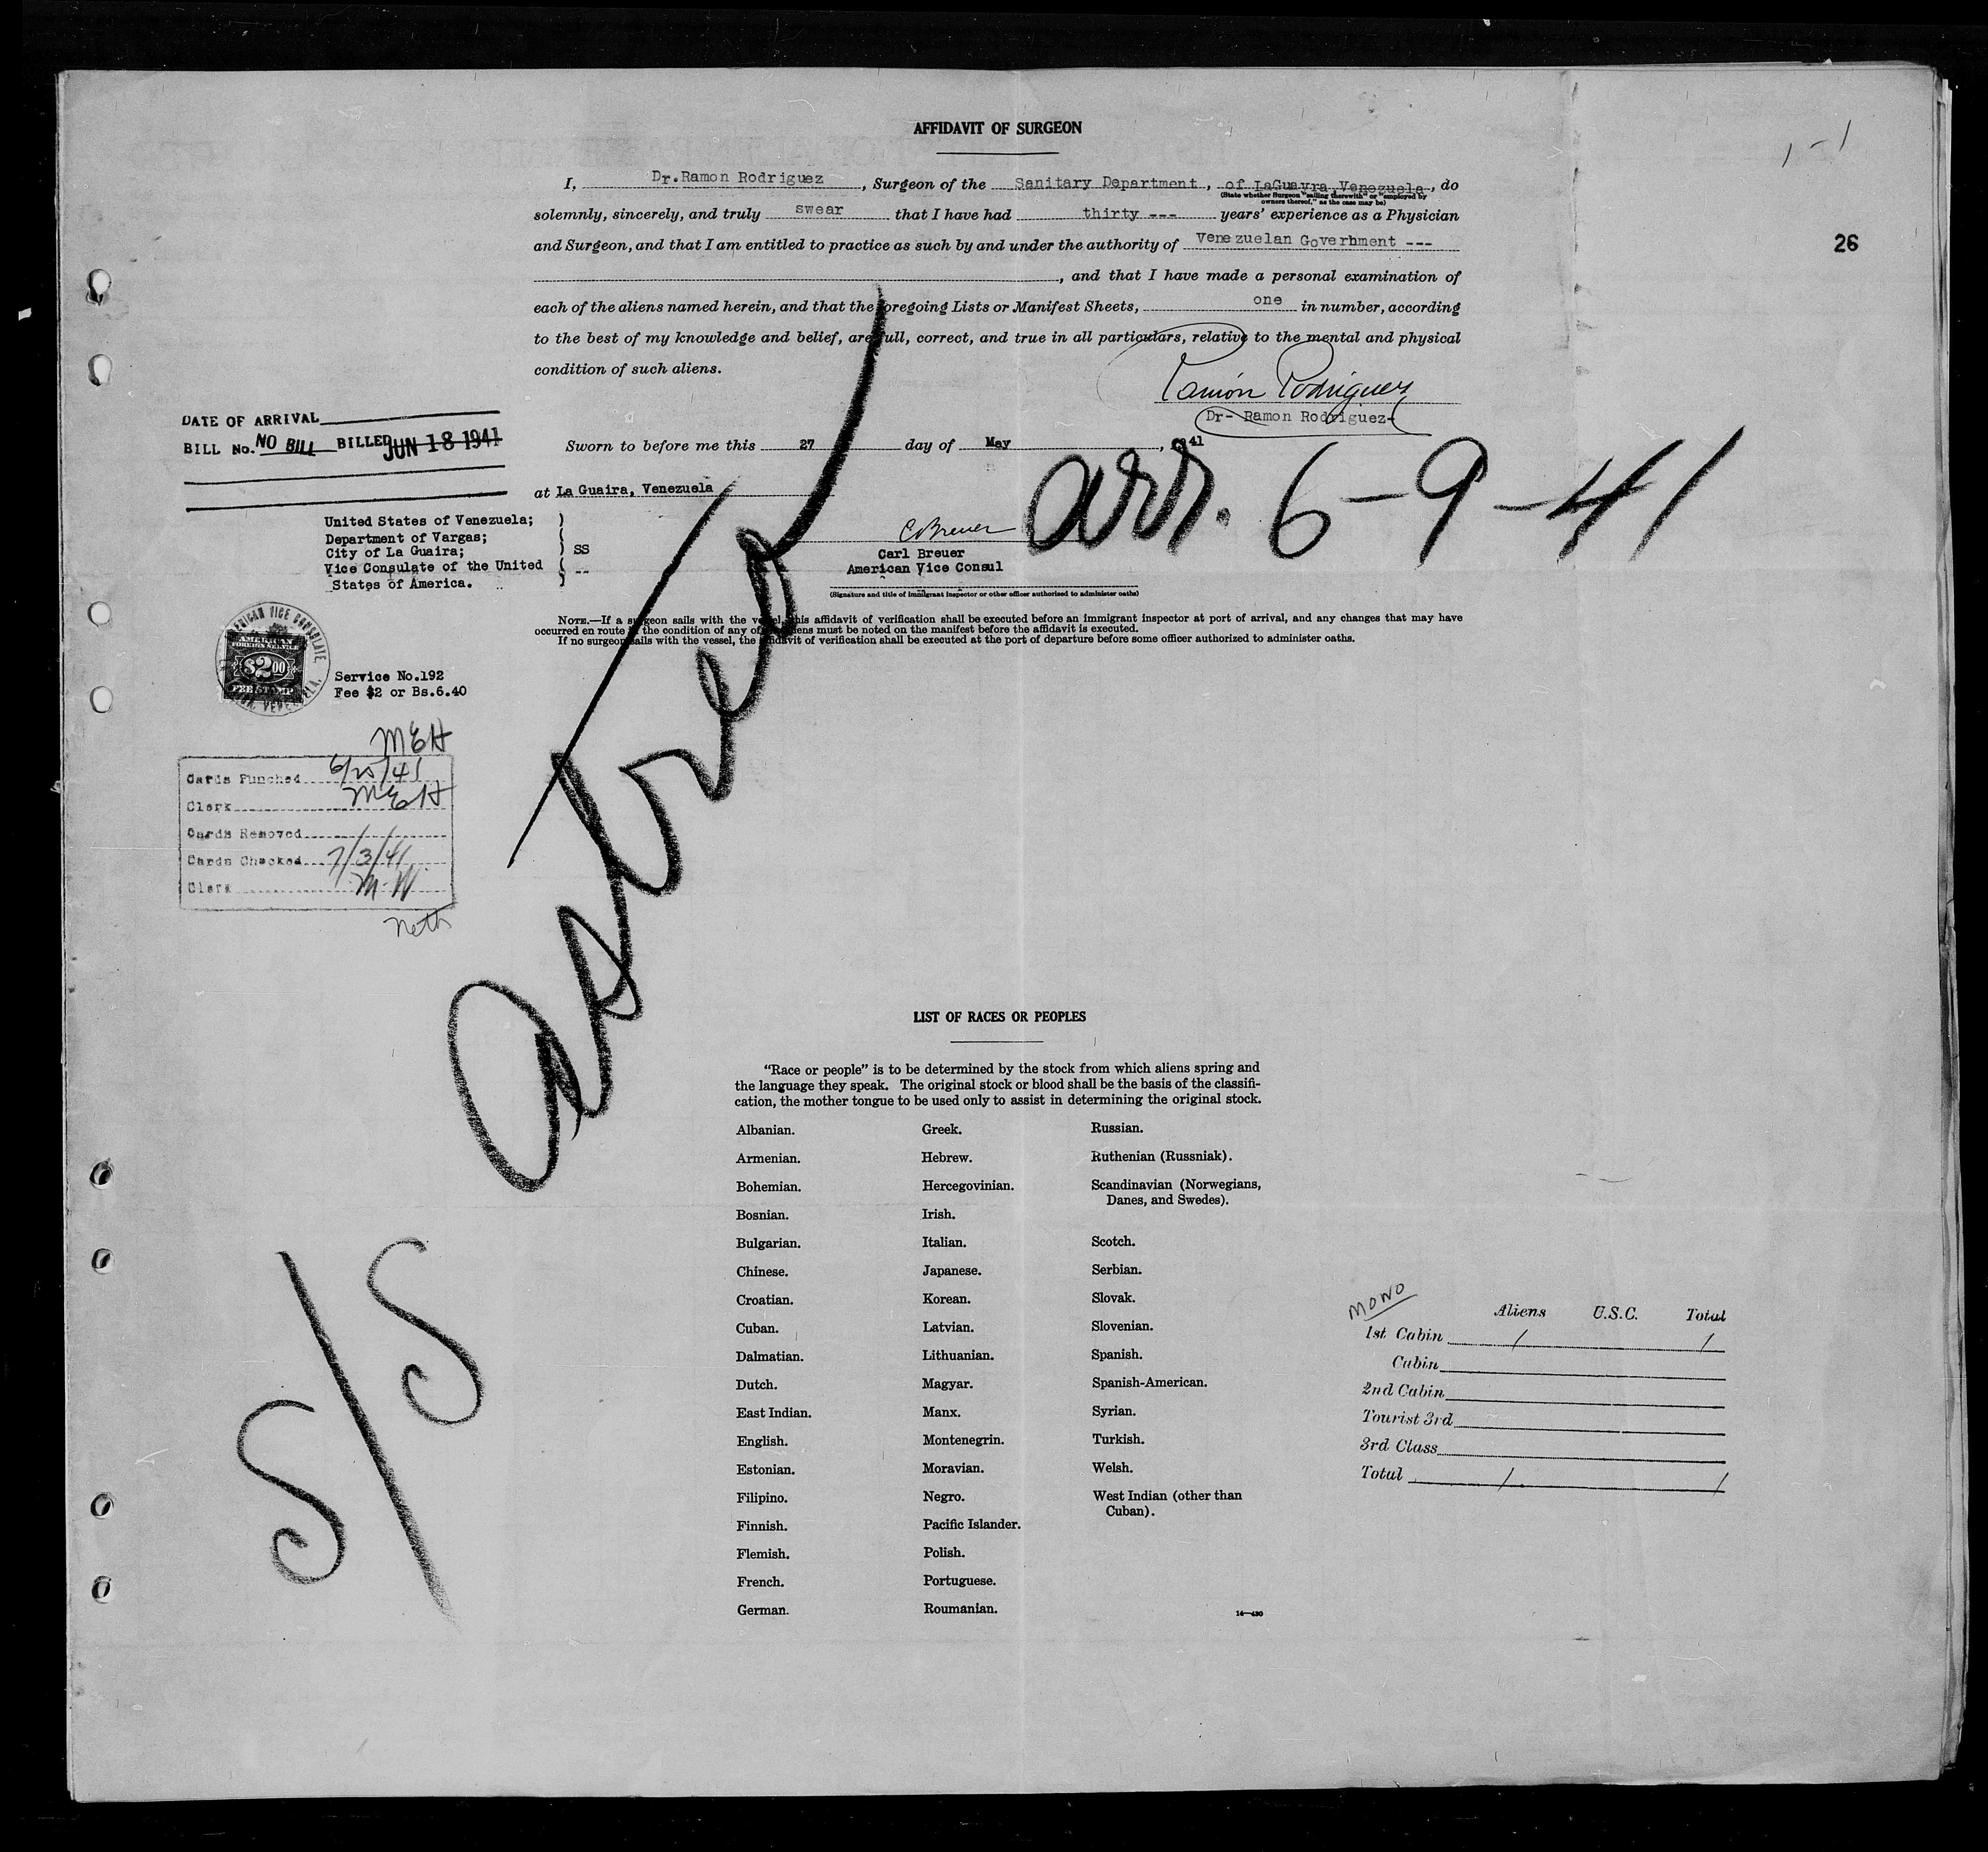 AFFIDAVIT OF SURGEON
1-1
I, Dr.Ramon Rodriguez, Surgeon of the Sanitary Department, of LaGuayra, Venezuela, do
(State whether Surgeon "sailing therewith" or "employed by
owners thereof," as the case may be)
solemnly, sincerely, and truly swear that I have had thirty --- years' experience as a Physician
26
and Surgeon, and that I am entitled to practice as such by and under the authority of Venezuelan Goverhment ---
, and that I have made a personal examination of
each of the aliens named herein, and that the foregoing Lists or Manifest Sheets, one in number, according
to the best of my knowledge and belief, are full, correct, and true in all particulars, relative to the mental and physical
condition of such aliens.
Ramón Rodriguez
Dr- Ramon Rodriguez-
DATE OF ARRIVAL
BILL No. NO BILL BILLED JUN 18 1941
Sworn to before me this 27 day of May, 1941
arr. 6-9-41
at La Guaira, Venezuela
United States of Venezuela; )
Department of Vargas; (
City of La Guaira; ) SS
Vice Consulate of the United ( --
States of America. )
C Breuer
Carl Breuer
American Vice Consul
(Signature and title of immigrant inspector or other officer authorized to administer oaths)
NOTE.—If a surgeon sails with the vessel, this affidavit of verification shall be executed before an immigrant inspector at port of arrival, and any changes that may have
occurred en route in the condition of any of the aliens must be noted on the manifest before the affidavit is executed.
If no surgeon sails with the vessel, the affidavit of verification shall be executed at the port of departure before some officer authorized to administer oaths.
AMERICAN VICE CONSULATE
VENEZUELA.
AMERICAN
FOREIGN SERVICE
$2.00
FEE STAMP
Service No.192
Fee $2 or Bs.6.40
MEH
Cards Punched 6/25/41
Clerk MEH
Cards Removed
Cards Checked 7/3/41
Clerk M.W
Neth
S/S Astrea
LIST OF RACES OR PEOPLES
"Race or people" is to be determined by the stock from which aliens spring and
the language they speak. The original stock or blood shall be the basis of the classifi-
cation, the mother tongue to be used only to assist in determining the original stock.
Albanian.
Armenian.
Bohemian.
Bosnian.
Bulgarian.
Chinese.
Croatian.
Cuban.
Dalmatian.
Dutch.
East Indian.
English.
Estonian.
Filipino.
Finnish.
Flemish.
French.
German.
Greek.
Hebrew.
Hercegovinian.
Irish.
Italian.
Japanese.
Korean.
Latvian.
Lithuanian.
Magyar.
Manx.
Montenegrin.
Moravian.
Negro.
Pacific Islander.
Polish.
Portuguese.
Roumanian.
Russian.
Ruthenian (Russniak).
Scandinavian (Norwegians,
Danes, and Swedes).
Scotch.
Serbian.
Slovak.
Slovenian.
Spanish.
Spanish-American.
Syrian.
Turkish.
Welsh.
West Indian (other than
Cuban).
14—430
MONO
Aliens U.S.C. Total
1st Cabin 1 1
Cabin
2nd Cabin
Tourist 3rd
3rd Class
Total 1 1